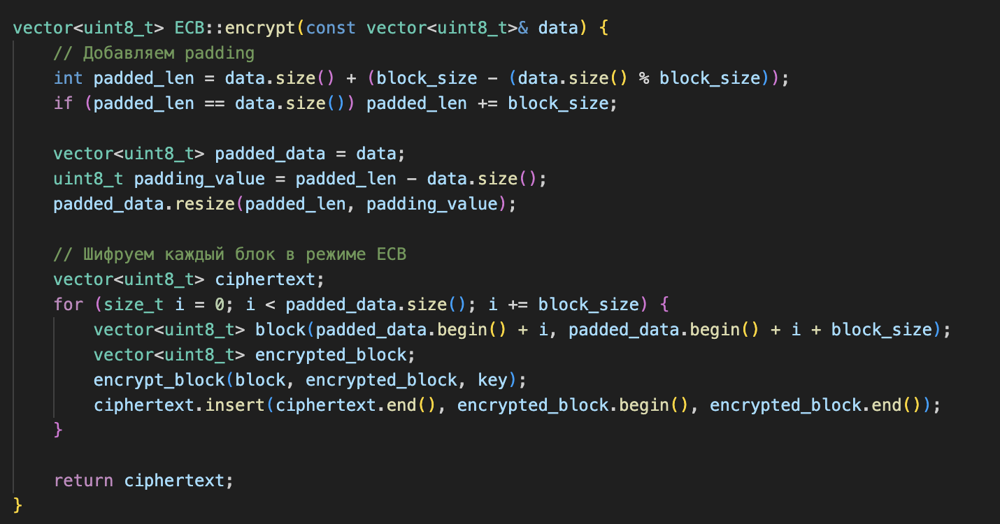 vector<uint8_t> ECB::encrypt(const vector<uint8_t>& data) {
    // Добавляем padding
    int padded_len = data.size() + (block_size - (data.size() % block_size));
    if (padded_len == data.size()) padded_len += block_size;

    vector<uint8_t> padded_data = data;
    uint8_t padding_value = padded_len - data.size();
    padded_data.resize(padded_len, padding_value);

    // Шифруем каждый блок в режиме ECB
    vector<uint8_t> ciphertext;
    for (size_t i = 0; i < padded_data.size(); i += block_size) {
        vector<uint8_t> block(padded_data.begin() + i, padded_data.begin() + i + block_size);
        vector<uint8_t> encrypted_block;
        encrypt_block(block, encrypted_block, key);
        ciphertext.insert(ciphertext.end(), encrypted_block.begin(), encrypted_block.end());
    }

    return ciphertext;
}